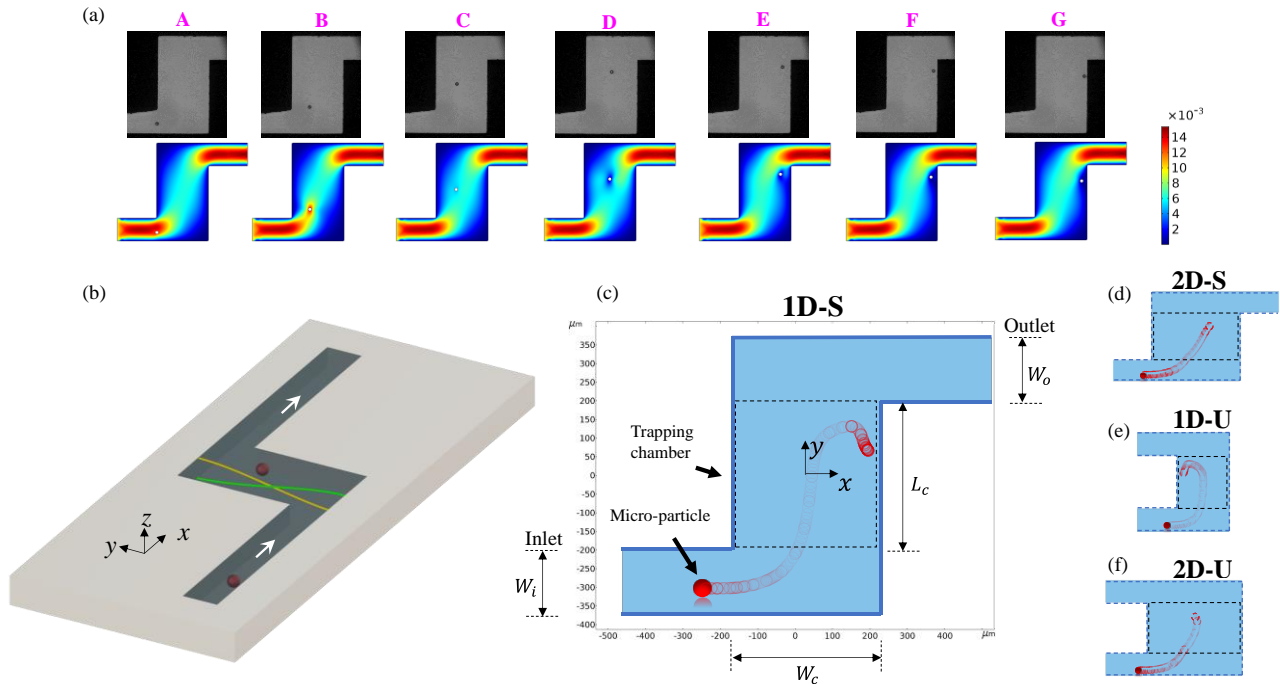 (a)
A B C D E F G
×10⁻³
14
12
10
8
6
4
2
(b)
z
y x
(c)
1D-S
μm
350
300
250
200
150
100
50
0
-50
-100
-150
-200
-250
-300
-350
-400
-500 -400 -300 -200 -100 0 100 200 300 400 μm
Outlet
W_o
Trapping
chamber
y
x
L_c
Micro-particle
Inlet
W_i
W_c
(d)
2D-S
(e)
1D-U
(f)
2D-U